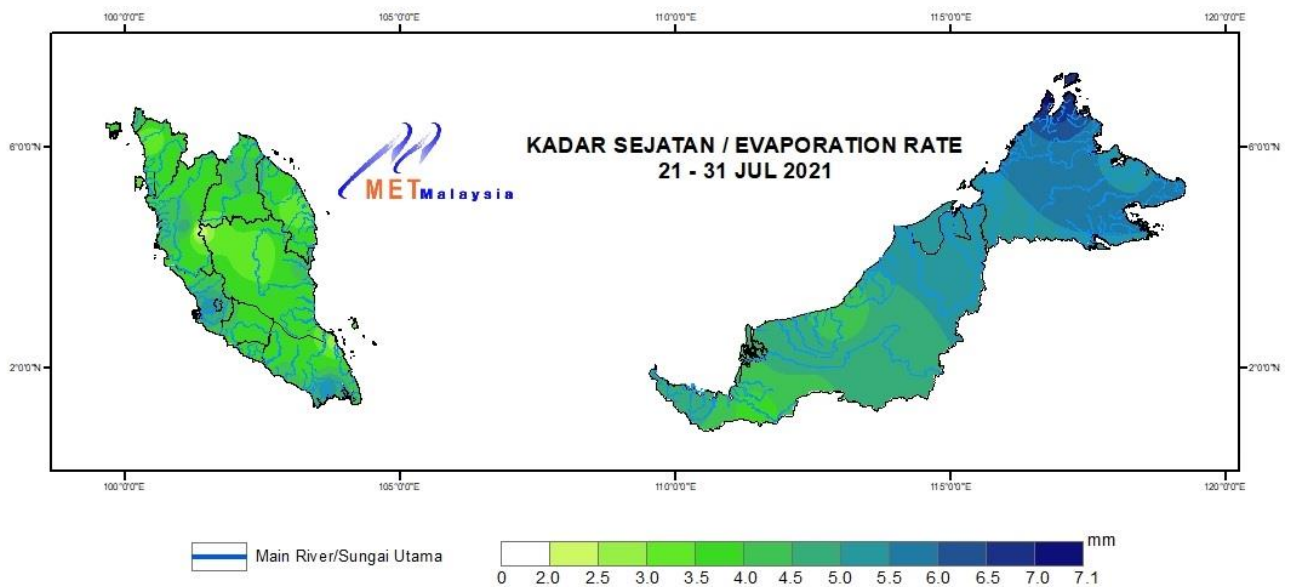 100°0'0"E 105°0'0"E 110°0'0"E 115°0'0"E 120°0'0"E
6°0'0"N 6°0'0"N
KADAR SEJATAN / EVAPORATION RATE
21 - 31 JUL 2021
MET Malaysia
2°0'0"N 2°0'0"N
100°0'0"E 105°0'0"E 110°0'0"E 115°0'0"E 120°0'0"E
Main River/Sungai Utama
mm
0 2.0 2.5 3.0 3.5 4.0 4.5 5.0 5.5 6.0 6.5 7.0 7.1